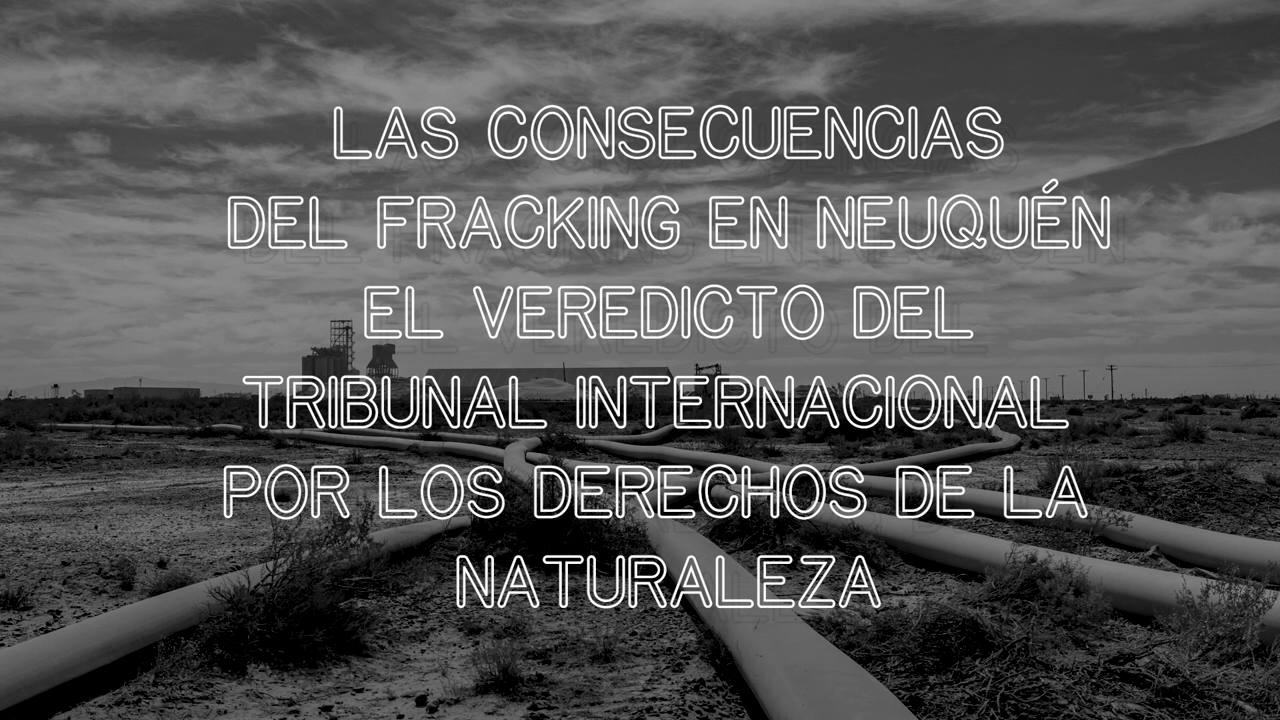 LAS CONSECUENCIAS
DEL FRACKING EN NEUQUÉN
EL VEREDICTO DEL
TRIBUNAL INTERNACIONAL
POR LOS DERECHOS DE LA
NATURALEZA